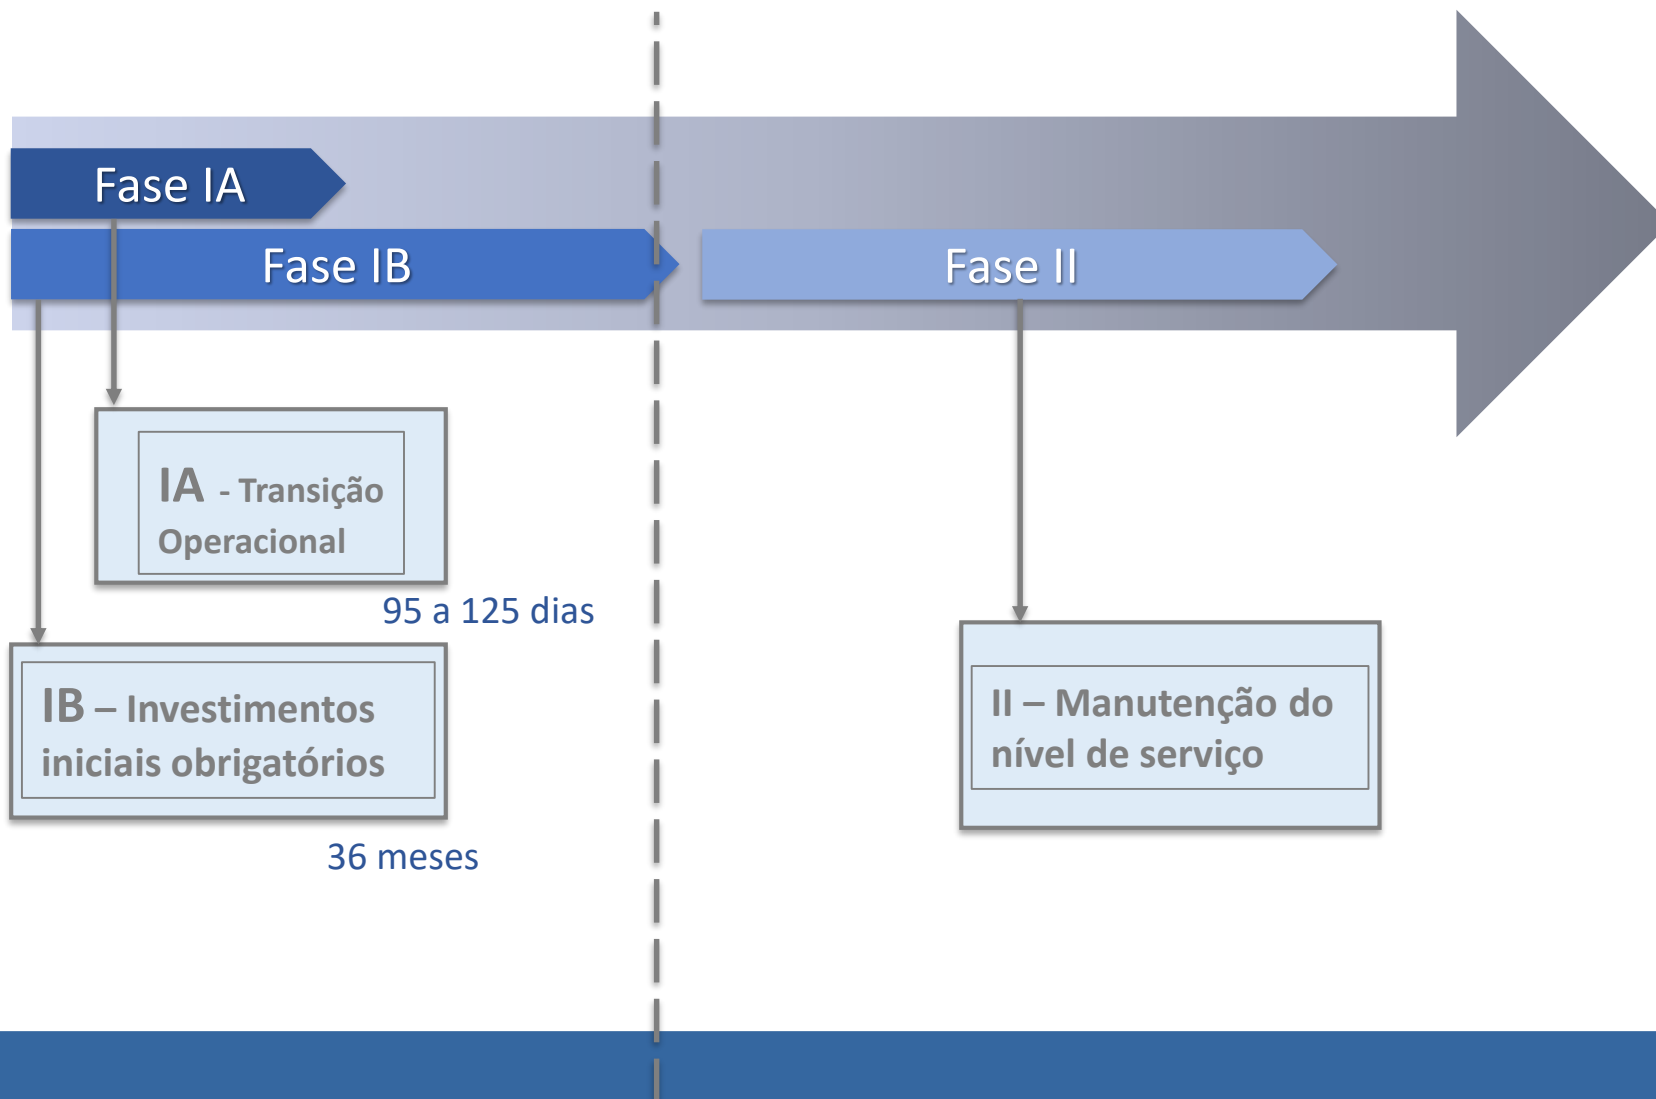 Fase IA
Fase IB
Fase II
IA - Transição
Operacional
95 a 125 dias
IB – Investimentos
iniciais obrigatórios
36 meses
II – Manutenção do
nível de serviço